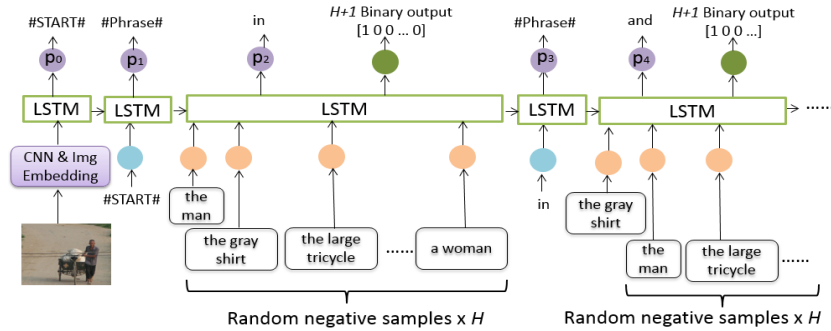 #START#
#Phrase#
in
H+1 Binary output
[1 0 0 ... 0]
#Phrase#
and
H+1 Binary output
[1 0 0 ...]
p0
p1
p2
p3
p4
LSTM
LSTM
LSTM
LSTM
LSTM
......
CNN & Img
Embedding
#START#
the
man
the gray
shirt
the large
tricycle
......
a woman
in
the gray
shirt
the
man
the large
tricycle
......
Random negative samples x H
Random negative samples x H